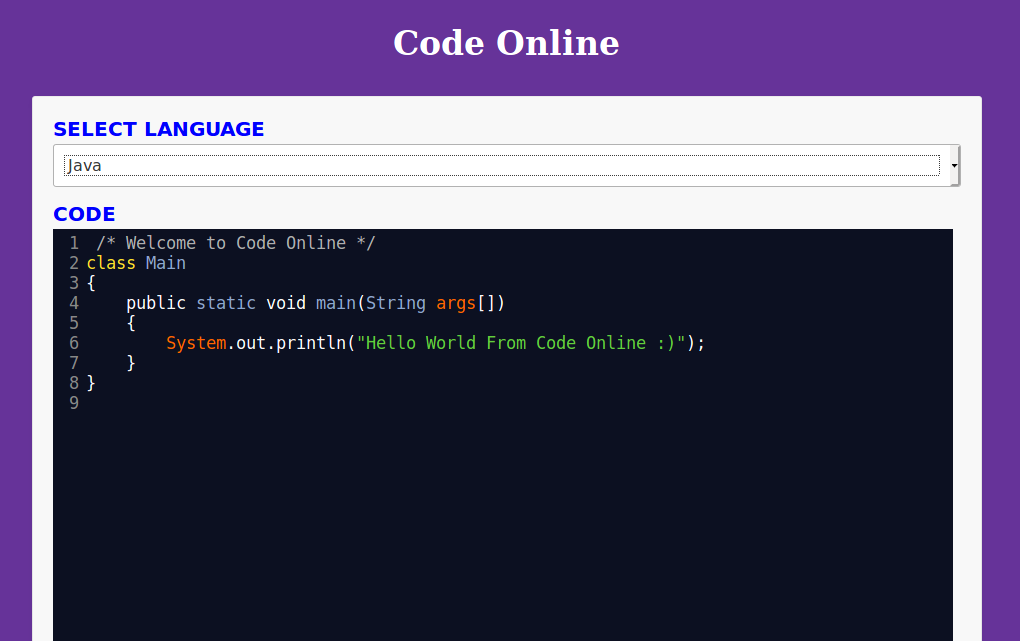 Code Online
SELECT LANGUAGE
Java
CODE
1 /* Welcome to Code Online */
2 class Main
3 {
4     public static void main(String args[])
5     {
6         System.out.println("Hello World From Code Online :)");
7     }
8 }
9